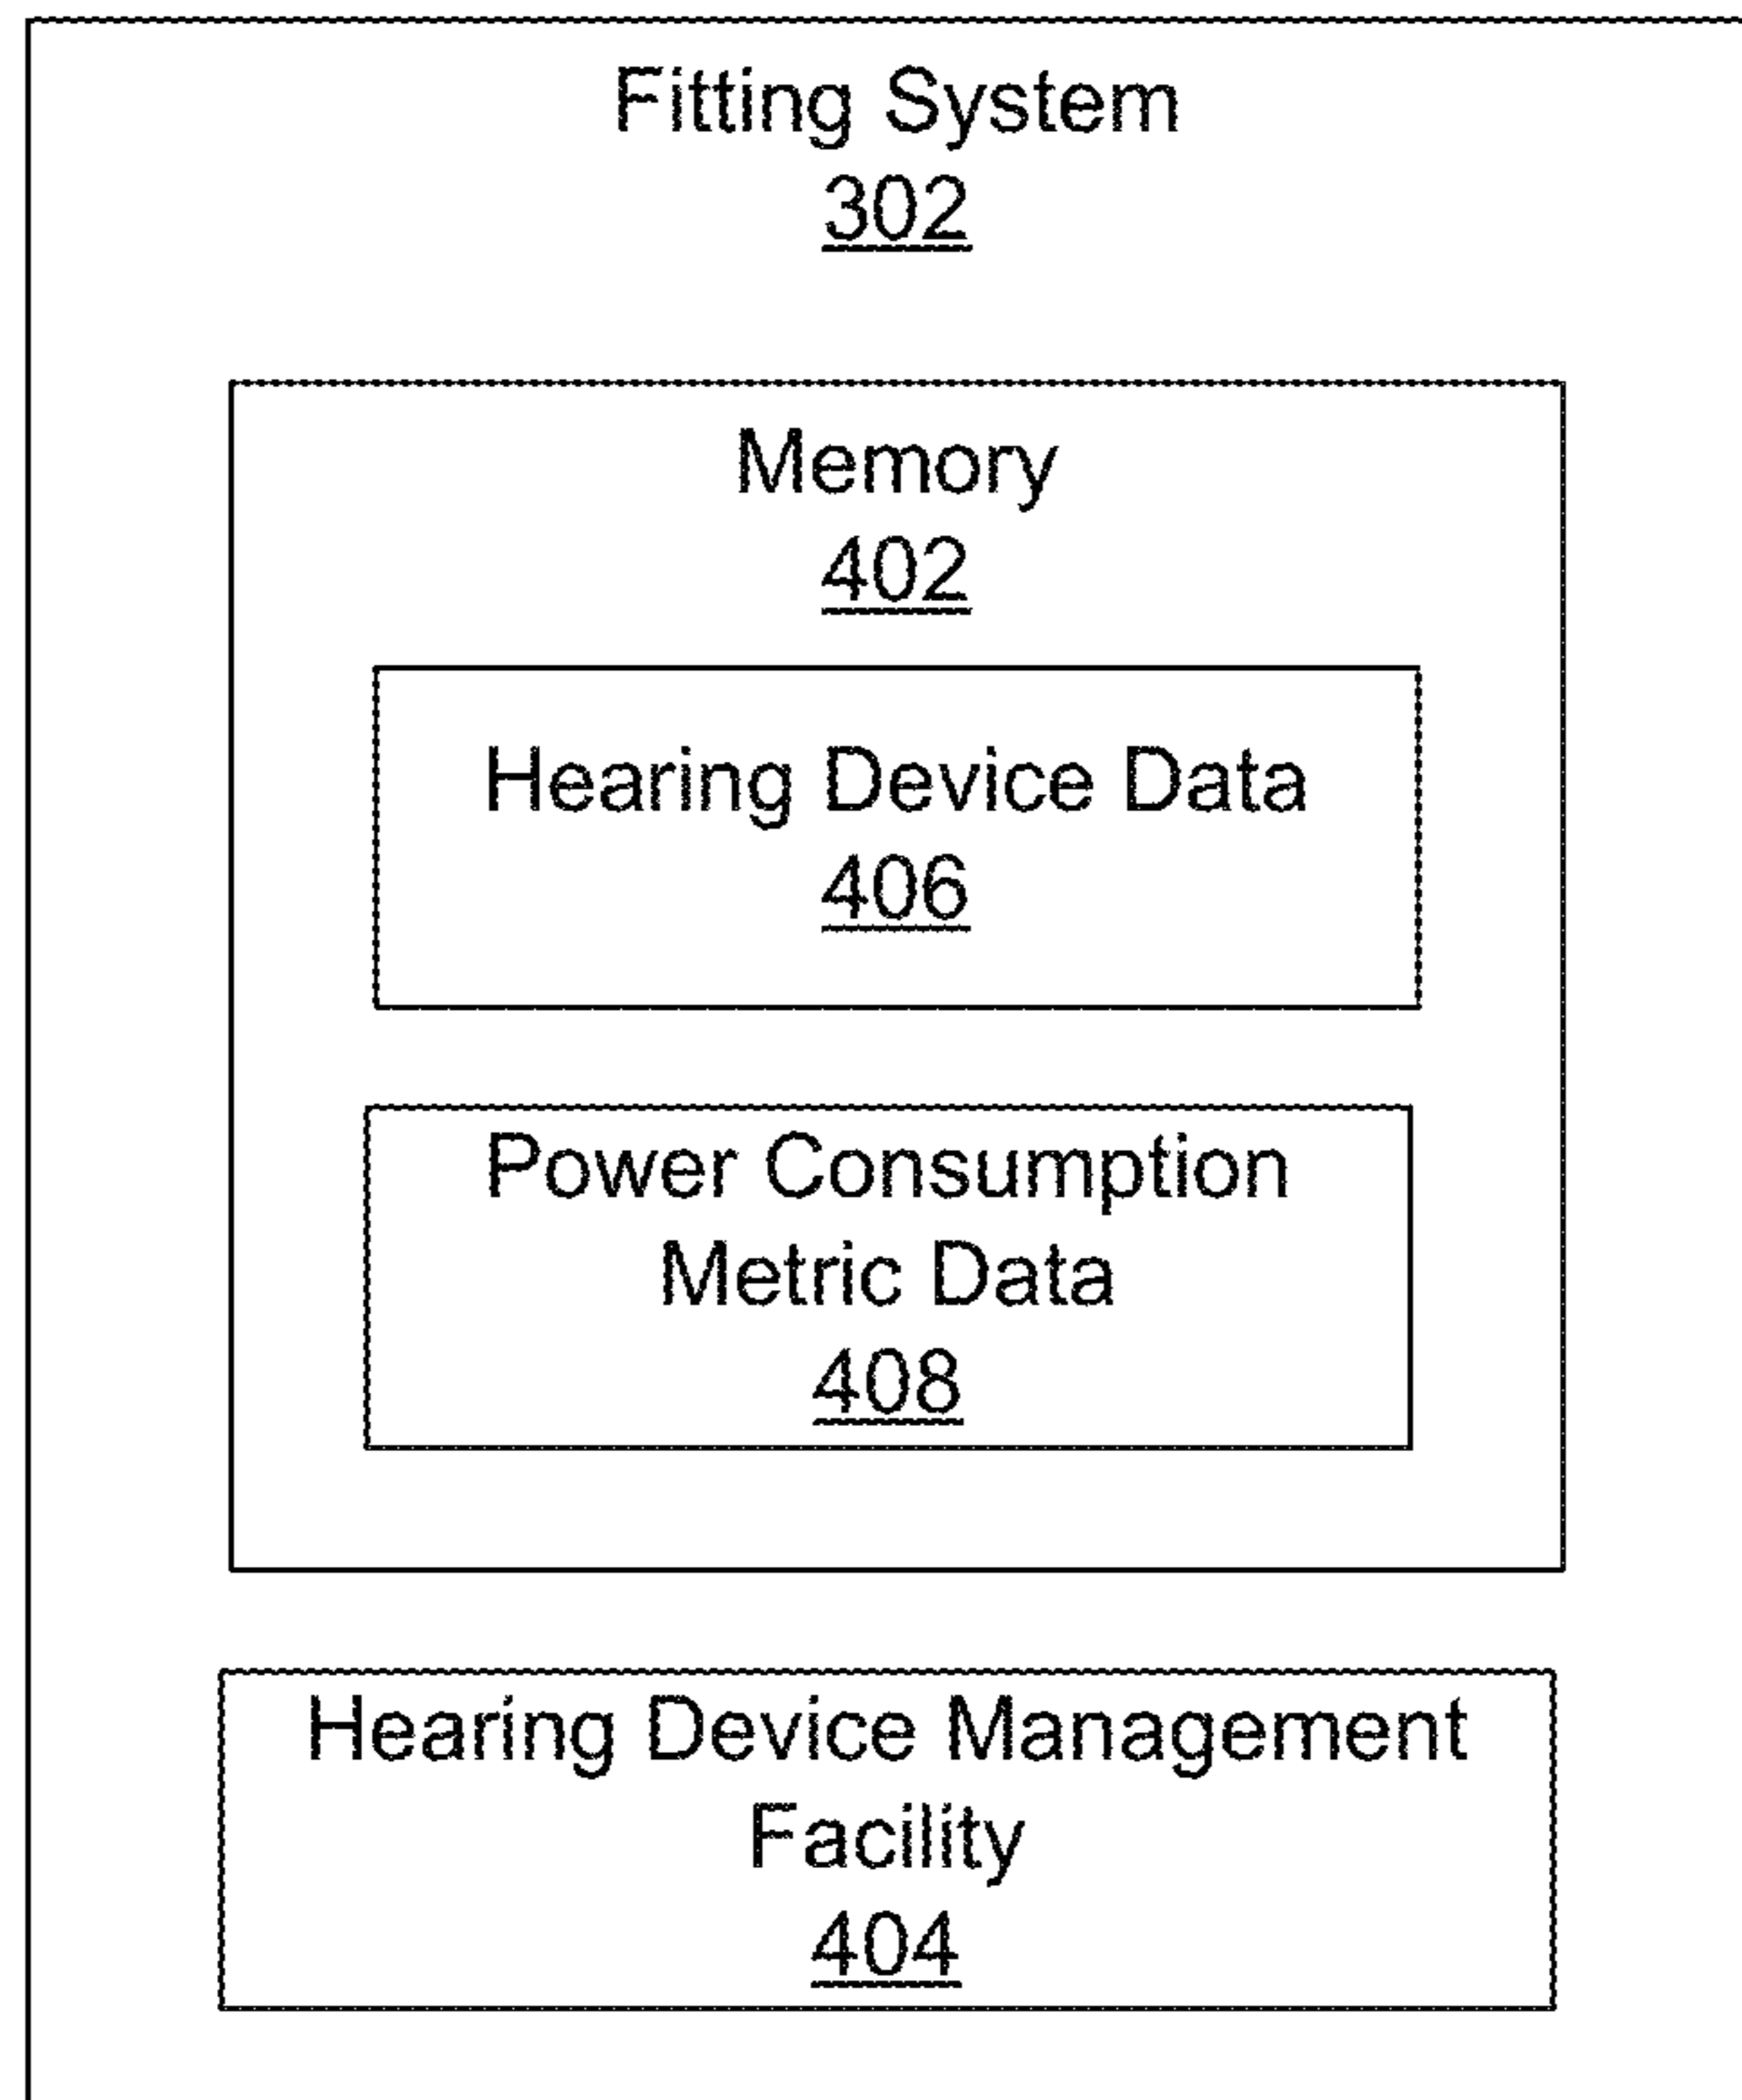 Fitting System
302
Memory
402
Hearing Device Data
406
Power Consumption
Metric Data
408
Hearing Device Management
Facility
404